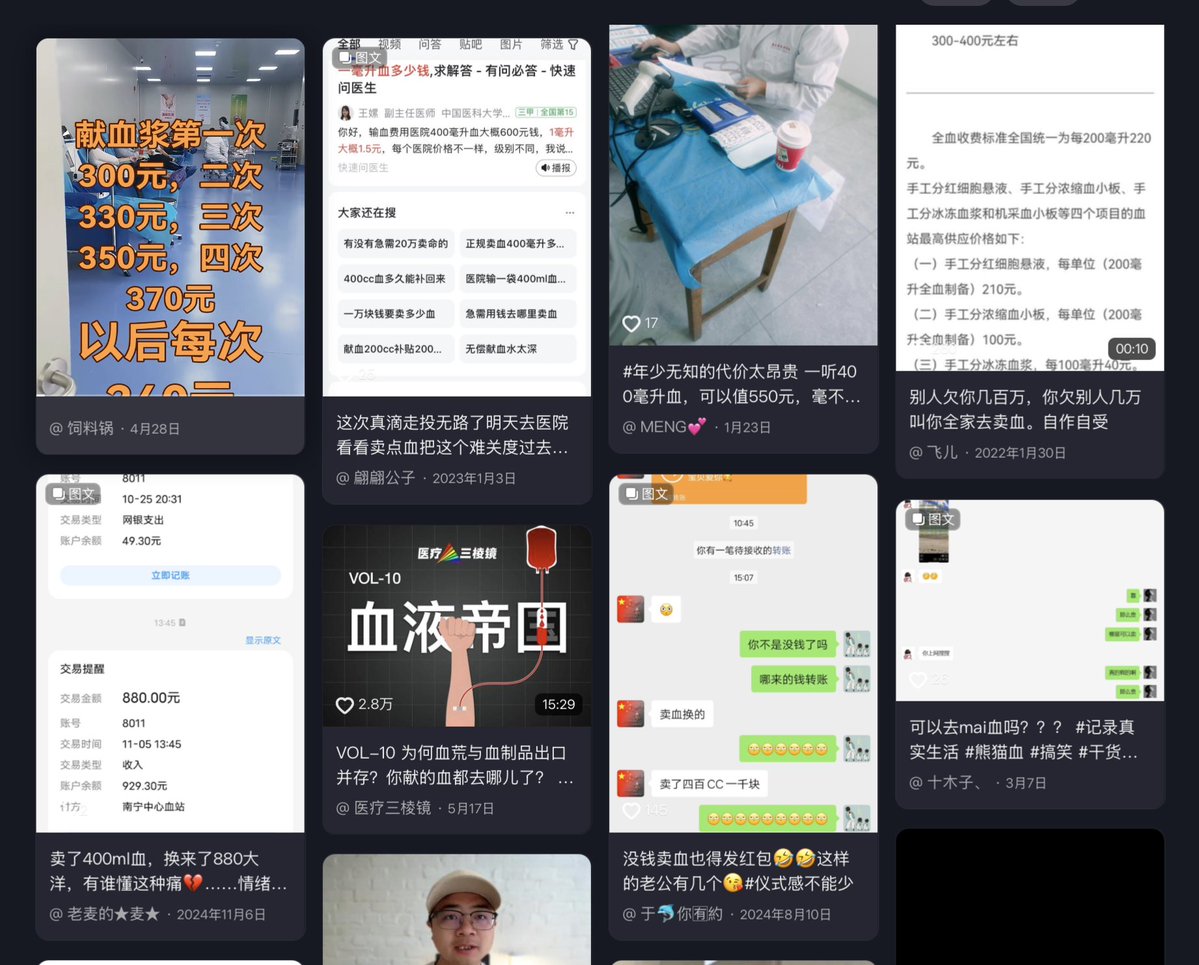 献血浆第一次
300元，二次
330元，三次
350元，四次
370元
以后每次
@ 饲料锅 · 4月28日
图文
账号 8011
10-25 20:31
交易类型 网银支出
账户余额 49.30元
立即记账
13:45
显示原文
交易提醒
交易金额 880.00元
账号 8011
交易时间 11-05 13:45
交易类型 收入
账户余额 929.30元
对方 南宁中心血站
卖了400ml血，换来了880大
洋，有谁懂这种痛💔……情绪…
@ 老麦的★麦★ · 2024年11月6日
全部 视频 问答 贴吧 图片 筛选
图文
一毫升血多少钱,求解答 - 有问必答 - 快速
问医生
王嫘 副主任医师 中国医科大学... 三甲 全国第15
你好，输血费用医院400毫升血大概600元钱，1毫升
大概1.5元，每个医院价格不一样，级别不同，我说...
快速问医生
播报
大家还在搜
...
有没有急需20万卖命的 正规卖血400毫升多...
400cc血多久能补回来 医院输一袋400ml血...
一万块钱要卖多少血 急需用钱去哪里卖血
献血200cc补贴200... 无偿献血水太深
23
这次真滴走投无路了明天去医院
看看卖点血把这个难关度过去…
@ 翩翩公子 · 2023年1月3日
医疗三棱镜
VOL-10
血液帝国
2.8万
15:29
VOL–10 为何血荒与血制品出口
并存？你献的血都去哪儿了？ …
@ 医疗三棱镜 · 5月17日
17
#年少无知的代价太昂贵 一听40
0毫升血，可以值550元，毫不…
@ MENG💕 · 1月23日
图文
宝贝爱你
转账
10:45
你有一笔待接收的转账
15:07
你不是没钱了吗
哪来的钱转账
卖血换的
卖了四百CC一千块
145
没钱卖血也得发红包🤣🤣这样
的老公有几个😘#仪式感不能少
@ 于🐬你🈶約 · 2024年8月10日
300-400元左右
全血收费标准全国统一为每200毫升220
元。
手工分红细胞悬液、手工分浓缩血小板、手
工分冰冻血浆和机采血小板等四个项目的血
站最高供应价格如下：
（一）手工分红细胞悬液，每单位（200毫
升全血制备）210元。
（二）手工分浓缩血小板，每单位（200毫
升全血制备）100元。
（三）手工分冰冻血浆，每100毫升40元。
00:10
别人欠你几百万，你欠别人几万
叫你全家去卖血。自作自受
@ 飞儿 · 2022年1月30日
图文
那么贵
你上网搜搜
那么贵
23
可以去mai血吗？？？ #记录真
实生活 #熊猫血 #搞笑 #干货…
@ 十木子、 · 3月7日